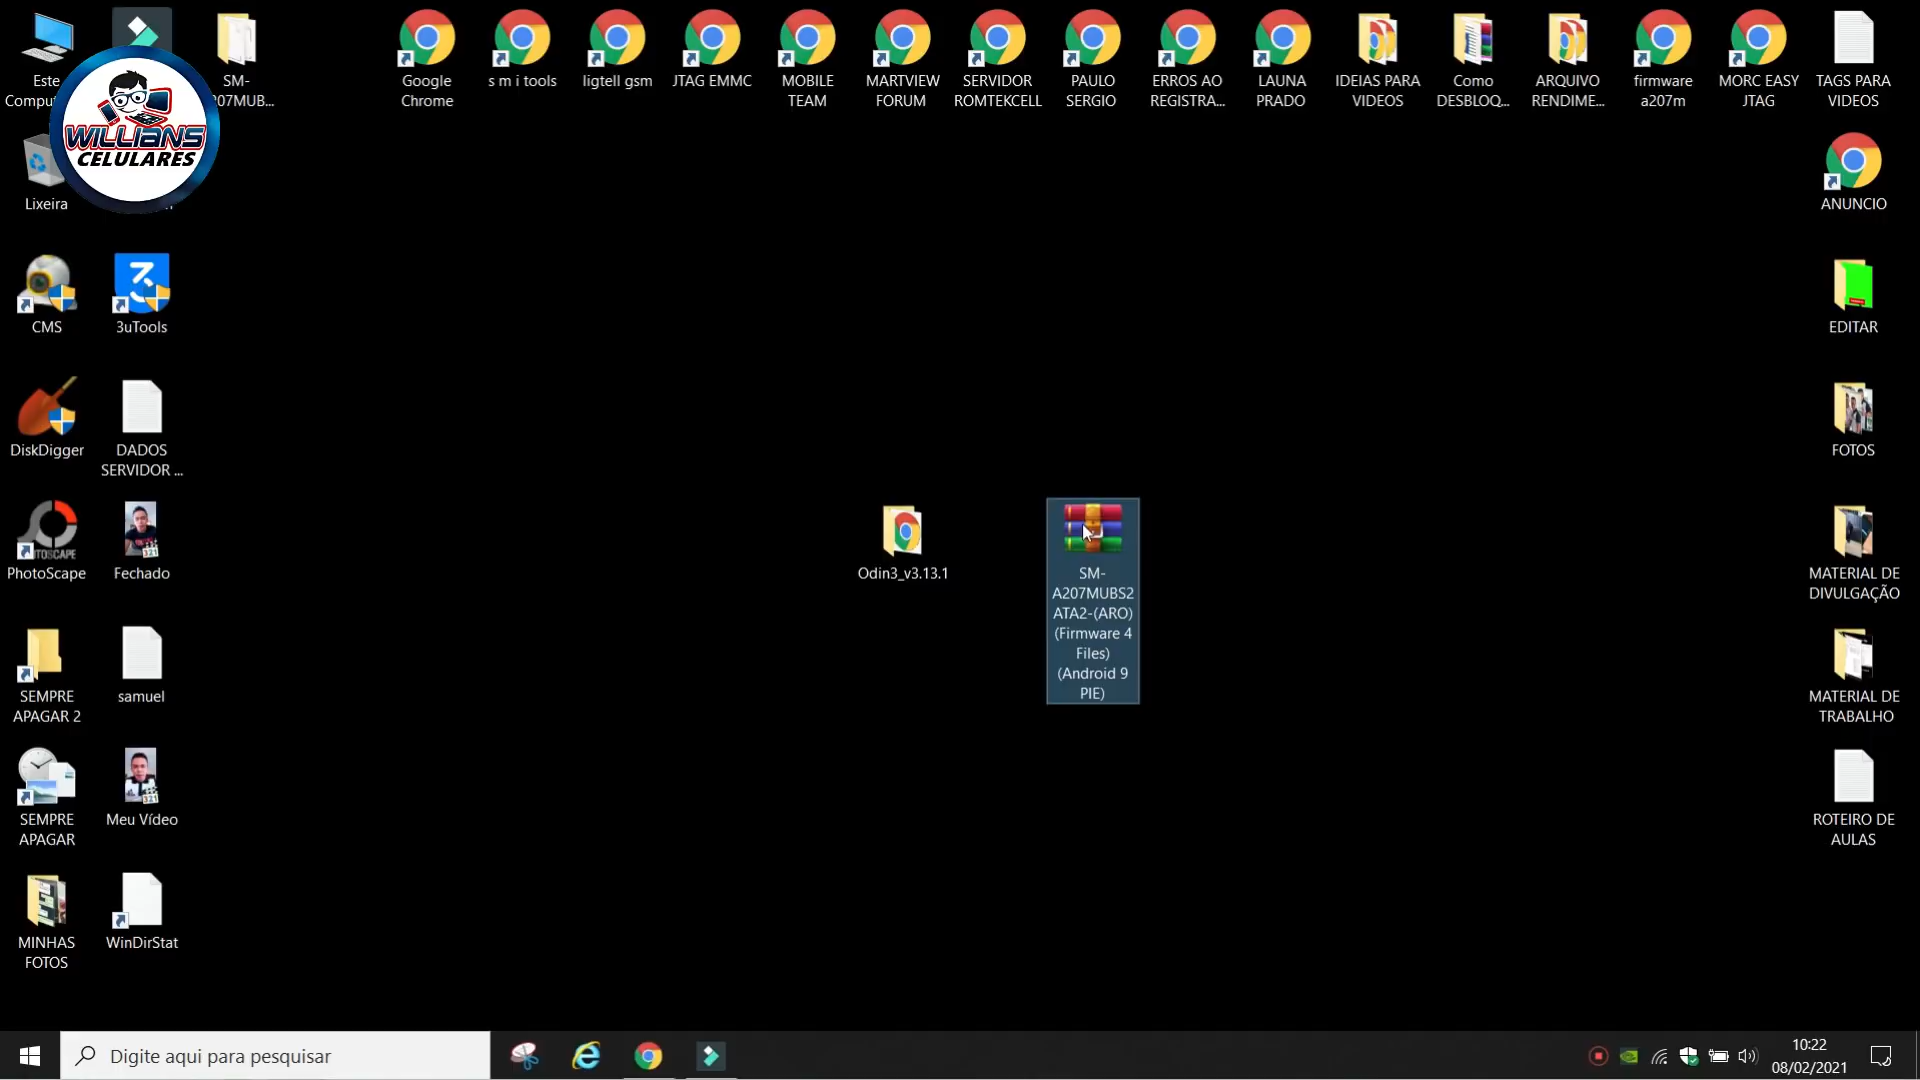 Este
Google
Chrome
s m i tools
ligtell gsm
JTAG EMMC
MOBILE
TEAM
MARTVIEW
FORUM
SERVIDOR
ROMTEKCELL
PAULO
SERGIO
ERROS AO
REGISTRA...
LAUNA
PRADO
IDEIAS PARA
VIDEOS
Como
DESBLOQ...
ARQUIVO
RENDIME...
firmware
a207m
MORC EASY
JTAG
TAGS PARA
VIDEOS
SM-
WILLIANS
CELULARES
Lixeira
ANUNCIO
CMS
3uTools
EDITAR
DiskDigger
DADOS
SERVIDOR ...
FOTOS
PhotoScape
Fechado
Odin3_v3.13.1
SM-
A207MUBS2
ATA2-(ARO)
(Firmware 4
Files)
(Android 9
PIE)
MATERIAL DE
DIVULGAÇÃO
SEMPRE
APAGAR 2
samuel
MATERIAL DE
TRABALHO
SEMPRE
APAGAR
Meu Vídeo
ROTEIRO DE
AULAS
MINHAS
FOTOS
WinDirStat
Digite aqui para pesquisar
10:22
08/02/2021